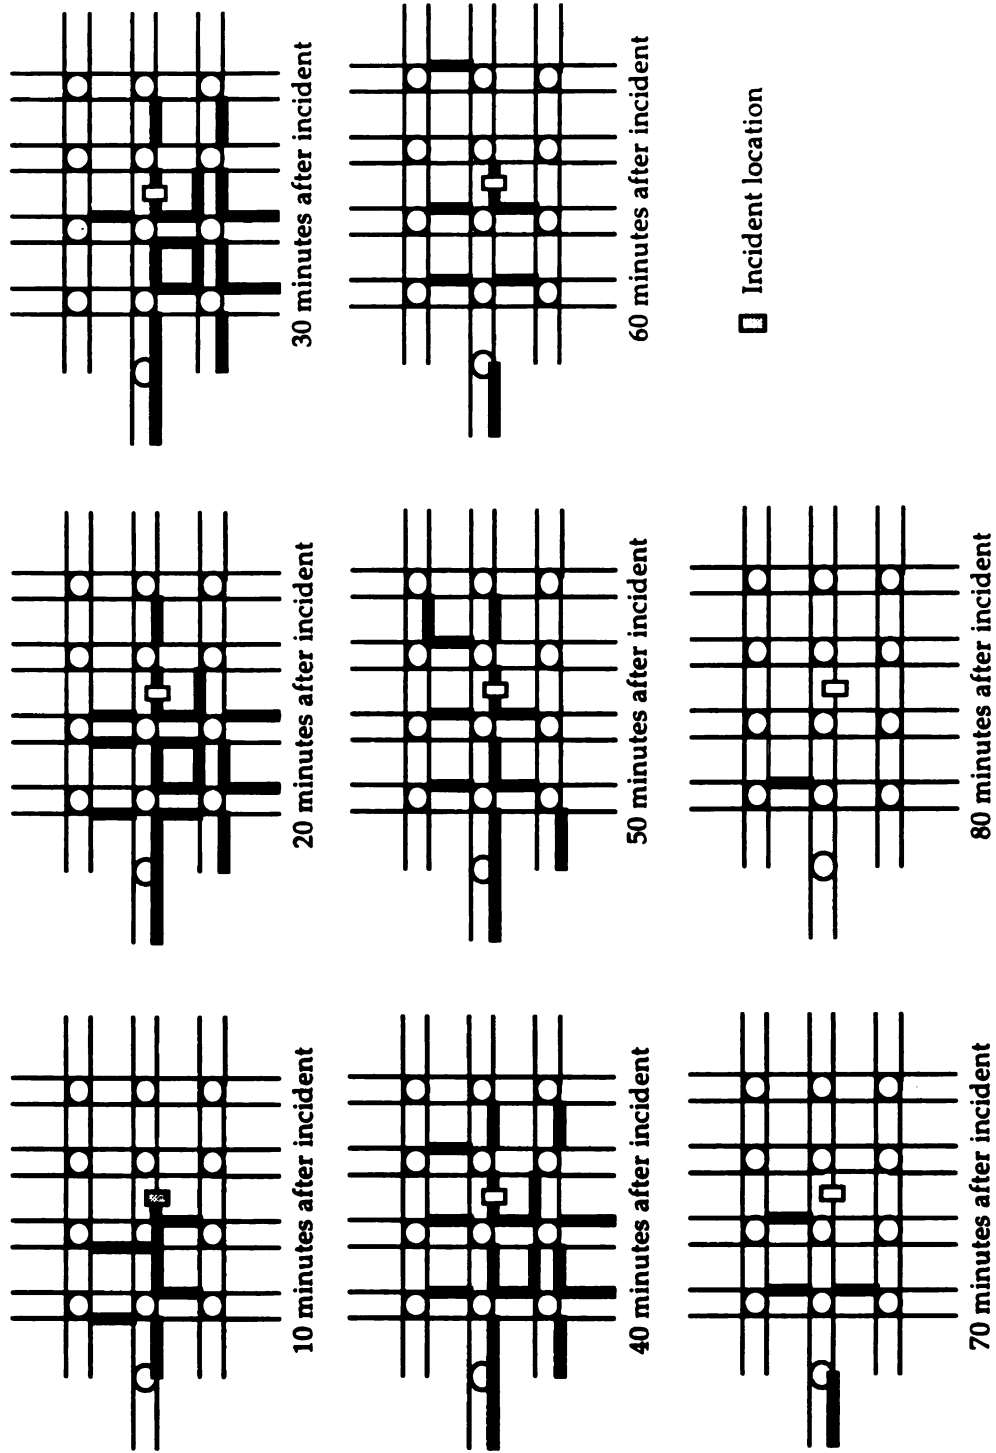 10 minutes after incident
20 minutes after incident
30 minutes after incident
40 minutes after incident
50 minutes after incident
60 minutes after incident
70 minutes after incident
80 minutes after incident
Incident location